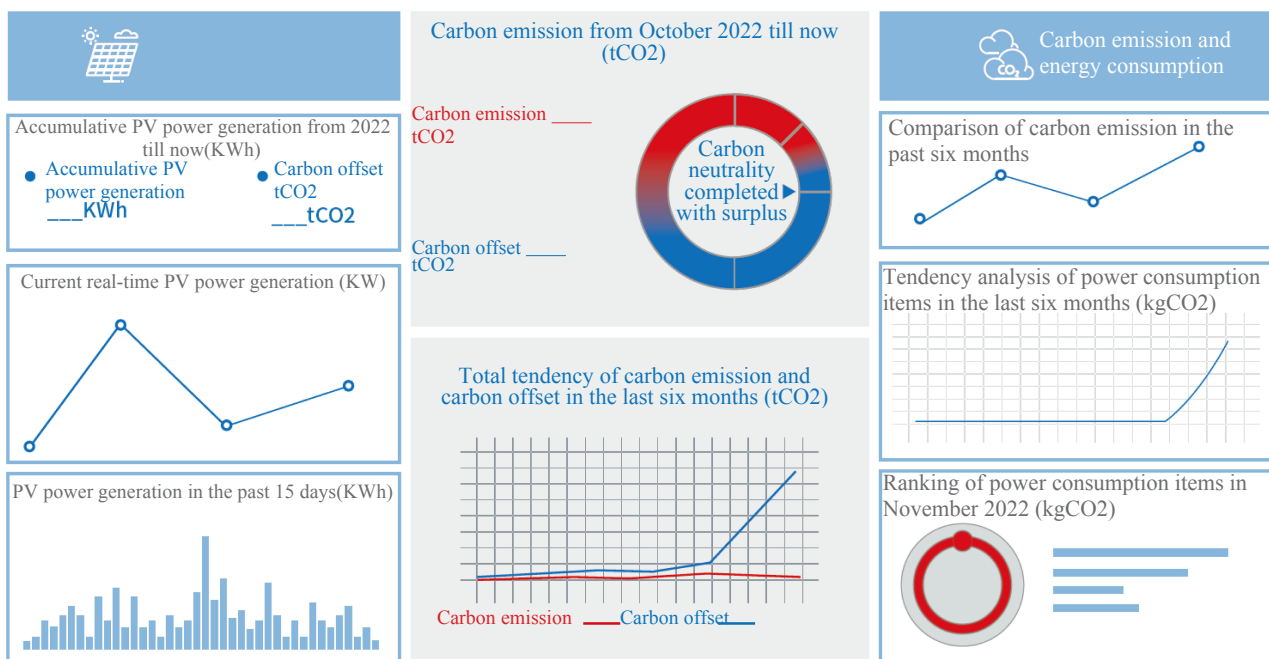 Accumulative PV power generation from 2022
till now(KWh)
Accumulative PV
power generation
___KWh
Carbon offset
tCO2
___tCO2
Current real-time PV power generation (KW)
PV power generation in the past 15 days(KWh)
Carbon emission from October 2022 till now
(tCO2)
Carbon emission ____
tCO2
Carbon
neutrality
completed
with surplus
Carbon offset ____
tCO2
Total tendency of carbon emission and
carbon offset in the last six months (tCO2)
Carbon emission
Carbon offset
CO2
Carbon emission and
energy consumption
Comparison of carbon emission in the
past six months
Tendency analysis of power consumption
items in the last six months (kgCO2)
Ranking of power consumption items in
November 2022 (kgCO2)